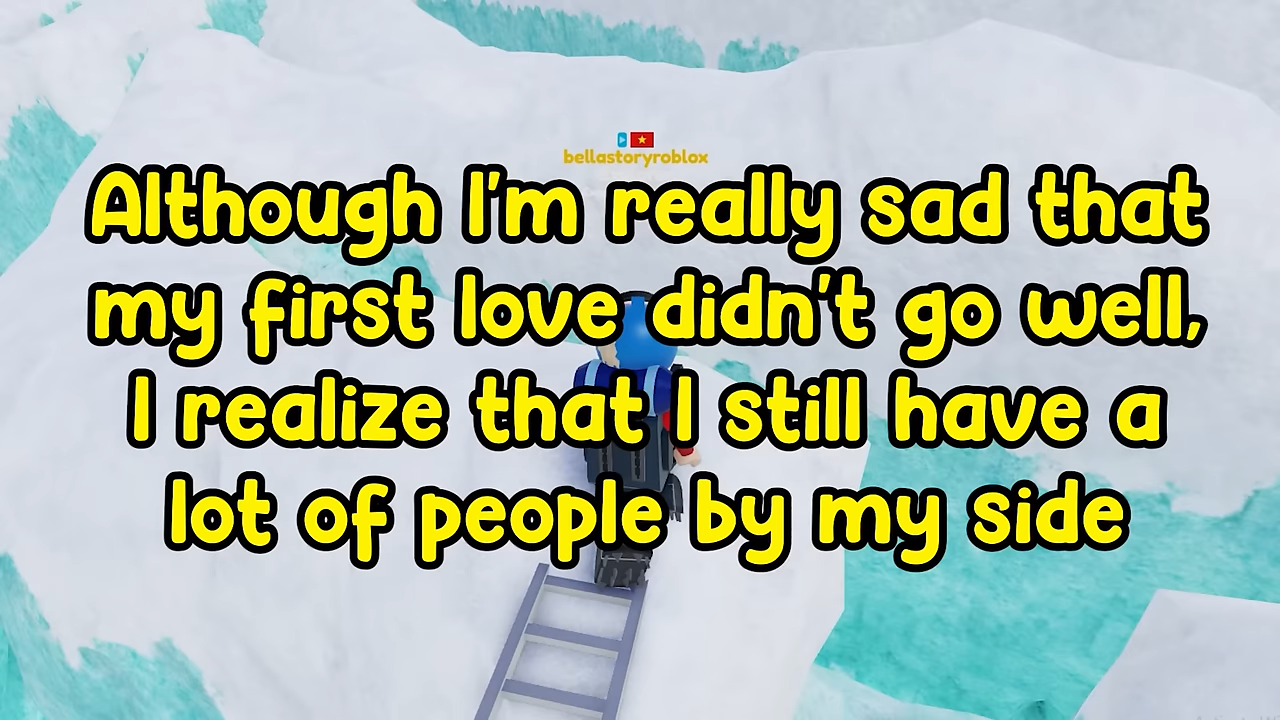 bellastoryroblox
Although I'm really sad that
my first love didn't go well,
I realize that I still have a
lot of people by my side